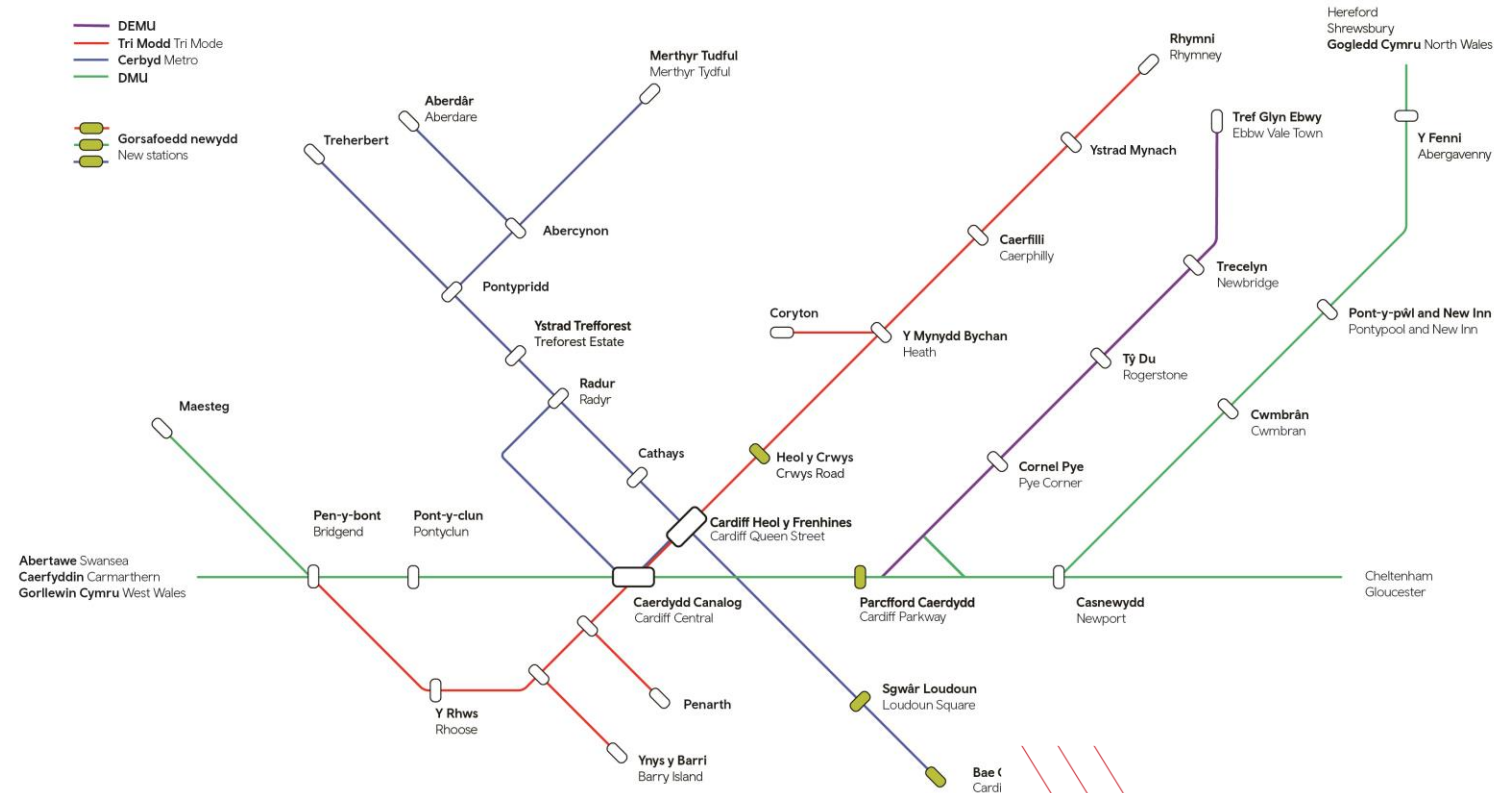 DEMU
Tri Modd Tri Mode
Cerbyd Metro
DMU
Gorsafoedd newydd
New stations
Hereford
Shrewsbury
Gogledd Cymru North Wales
Rhymni
Rhymney
Merthyr Tudful
Merthyr Tydful
Aberdâr
Aberdare
Treherbert
Tref Glyn Ebwy
Ebbw Vale Town
Y Fenni
Abergavenny
Ystrad Mynach
Abercynon
Caerfilli
Caerphilly
Trecelyn
Newbridge
Pontypridd
Coryton
Pont-y-pŵl and New Inn
Pontypool and New Inn
Ystrad Trefforest
Treforest Estate
Y Mynydd Bychan
Heath
Tŷ Du
Rogerstone
Radur
Radyr
Maesteg
Cwmbrân
Cwmbran
Cathays
Heol y Crwys
Crwys Road
Cornel Pye
Pye Corner
Pen-y-bont
Bridgend
Pont-y-clun
Pontyclun
Cardiff Heol y Frenhines
Cardiff Queen Street
Abertawe Swansea
Caerfyddin Carmarthern
Gorllewin Cymru West Wales
Cheltenham
Gloucester
Caerdydd Canalog
Cardiff Central
Parcfford Caerdydd
Cardiff Parkway
Casnewydd
Newport
Sgwâr Loudoun
Loudoun Square
Penarth
Y Rhws
Rhoose
Ynys y Barri
Barry Island
Bae
Cardi